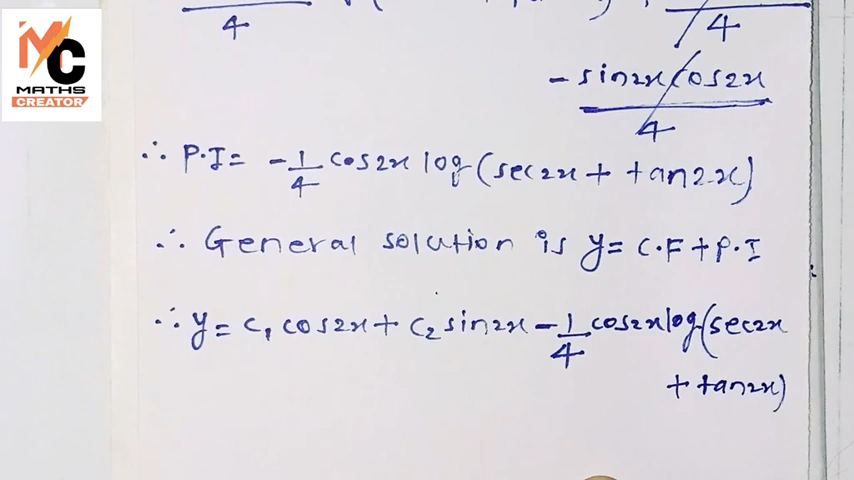 MC
MATHS
CREATOR
4
4
- sin2x cos2x
4
∴ P.I = -1/4 cos2x log(sec2x + tan2x)
∴ General solution is y = C.F + P.I
∴ y = c₁ cos2x + c₂ sin2x - 1/4 cos2x log(sec2x
+ tan2x)